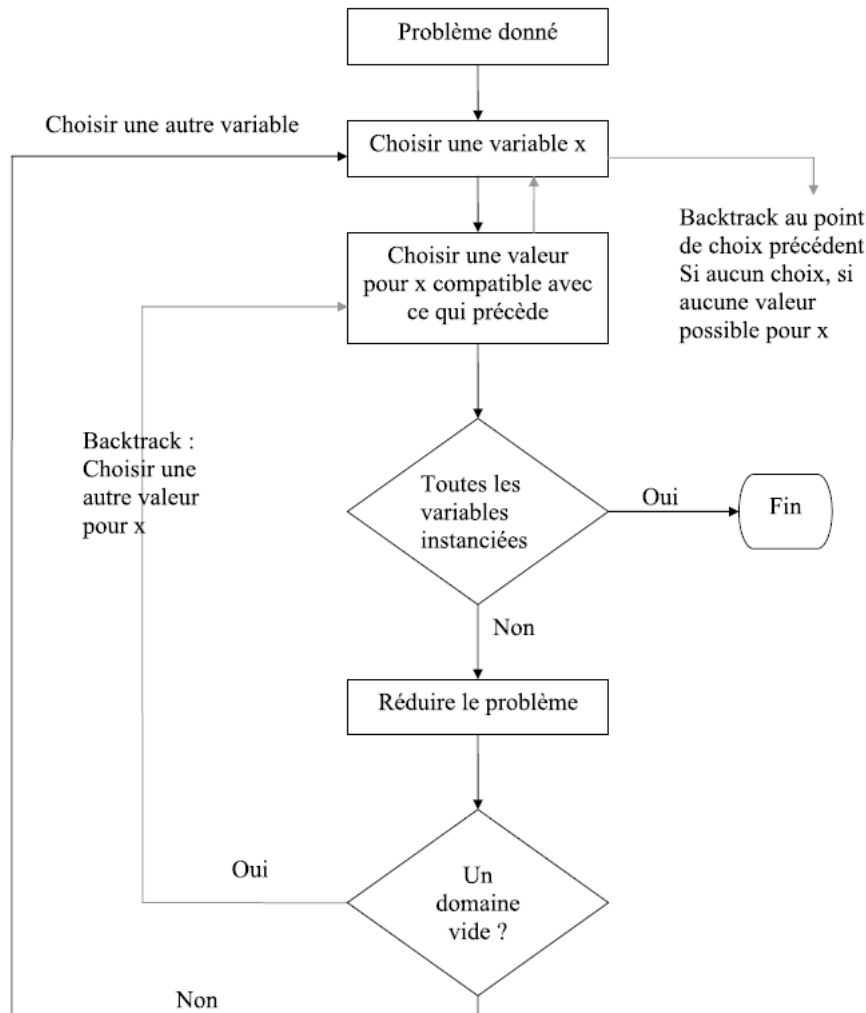 Problème donné
Choisir une autre variable
Choisir une variable x
Backtrack au point
de choix précédent
Si aucun choix, si
aucune valeur
possible pour x
Choisir une valeur
pour x compatible avec
ce qui précède
Backtrack :
Choisir une
autre valeur
pour x
Toutes les
variables
instanciées
Oui
Fin
Non
Réduire le problème
Oui
Un
domaine
vide ?
Non